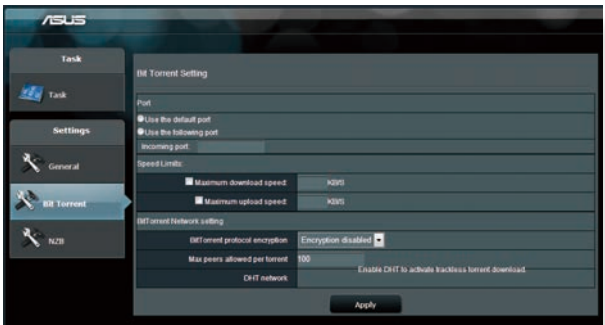 ASUS
Task
Task
Settings
General
Bit Torrent
NZB
Bit Torrent Setting
Port
Use the default port
Use the following port
Incoming port:
Speed Limits:
Maximum download speed:
KB/S
Maximum upload speed:
KB/S
BitTorrent Network setting
BitTorrent protocol encryption
Encryption disabled
Max peers allowed per torrent
100
DHT network
Enable DHT to activate trackless torrent download.
Apply